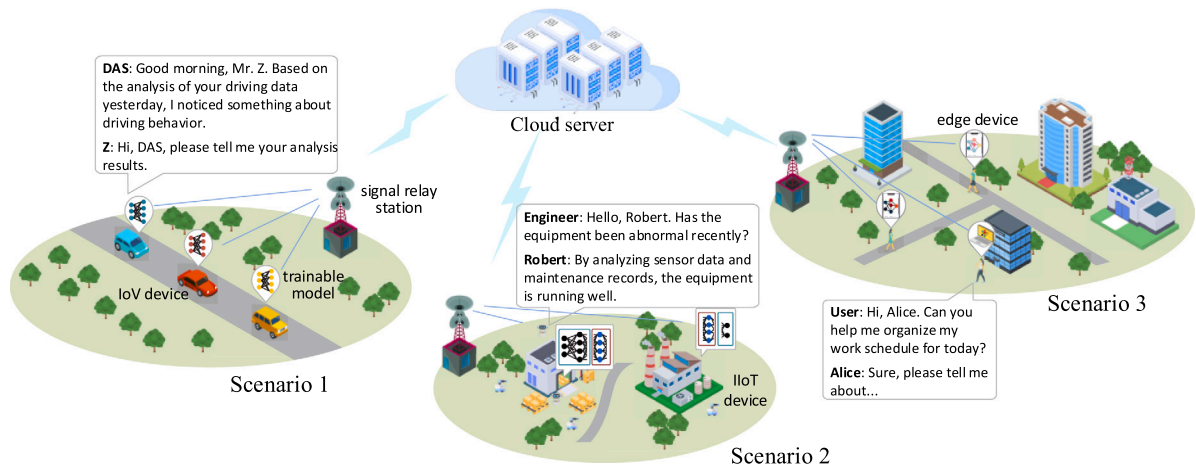 DAS: Good morning, Mr. Z. Based on
the analysis of your driving data
yesterday, I noticed something about
driving behavior.
Z: Hi, DAS, please tell me your analysis
results.
signal relay
station
IoV device
trainable
model
Scenario 1
Cloud server
Engineer: Hello, Robert. Has the
equipment been abnormal recently?
Robert: By analyzing sensor data and
maintenance records, the equipment
is running well.
IIoT
device
Scenario 2
edge device
User: Hi, Alice. Can you
help me organize my
work schedule for today?
Alice: Sure, please tell me
about...
Scenario 3